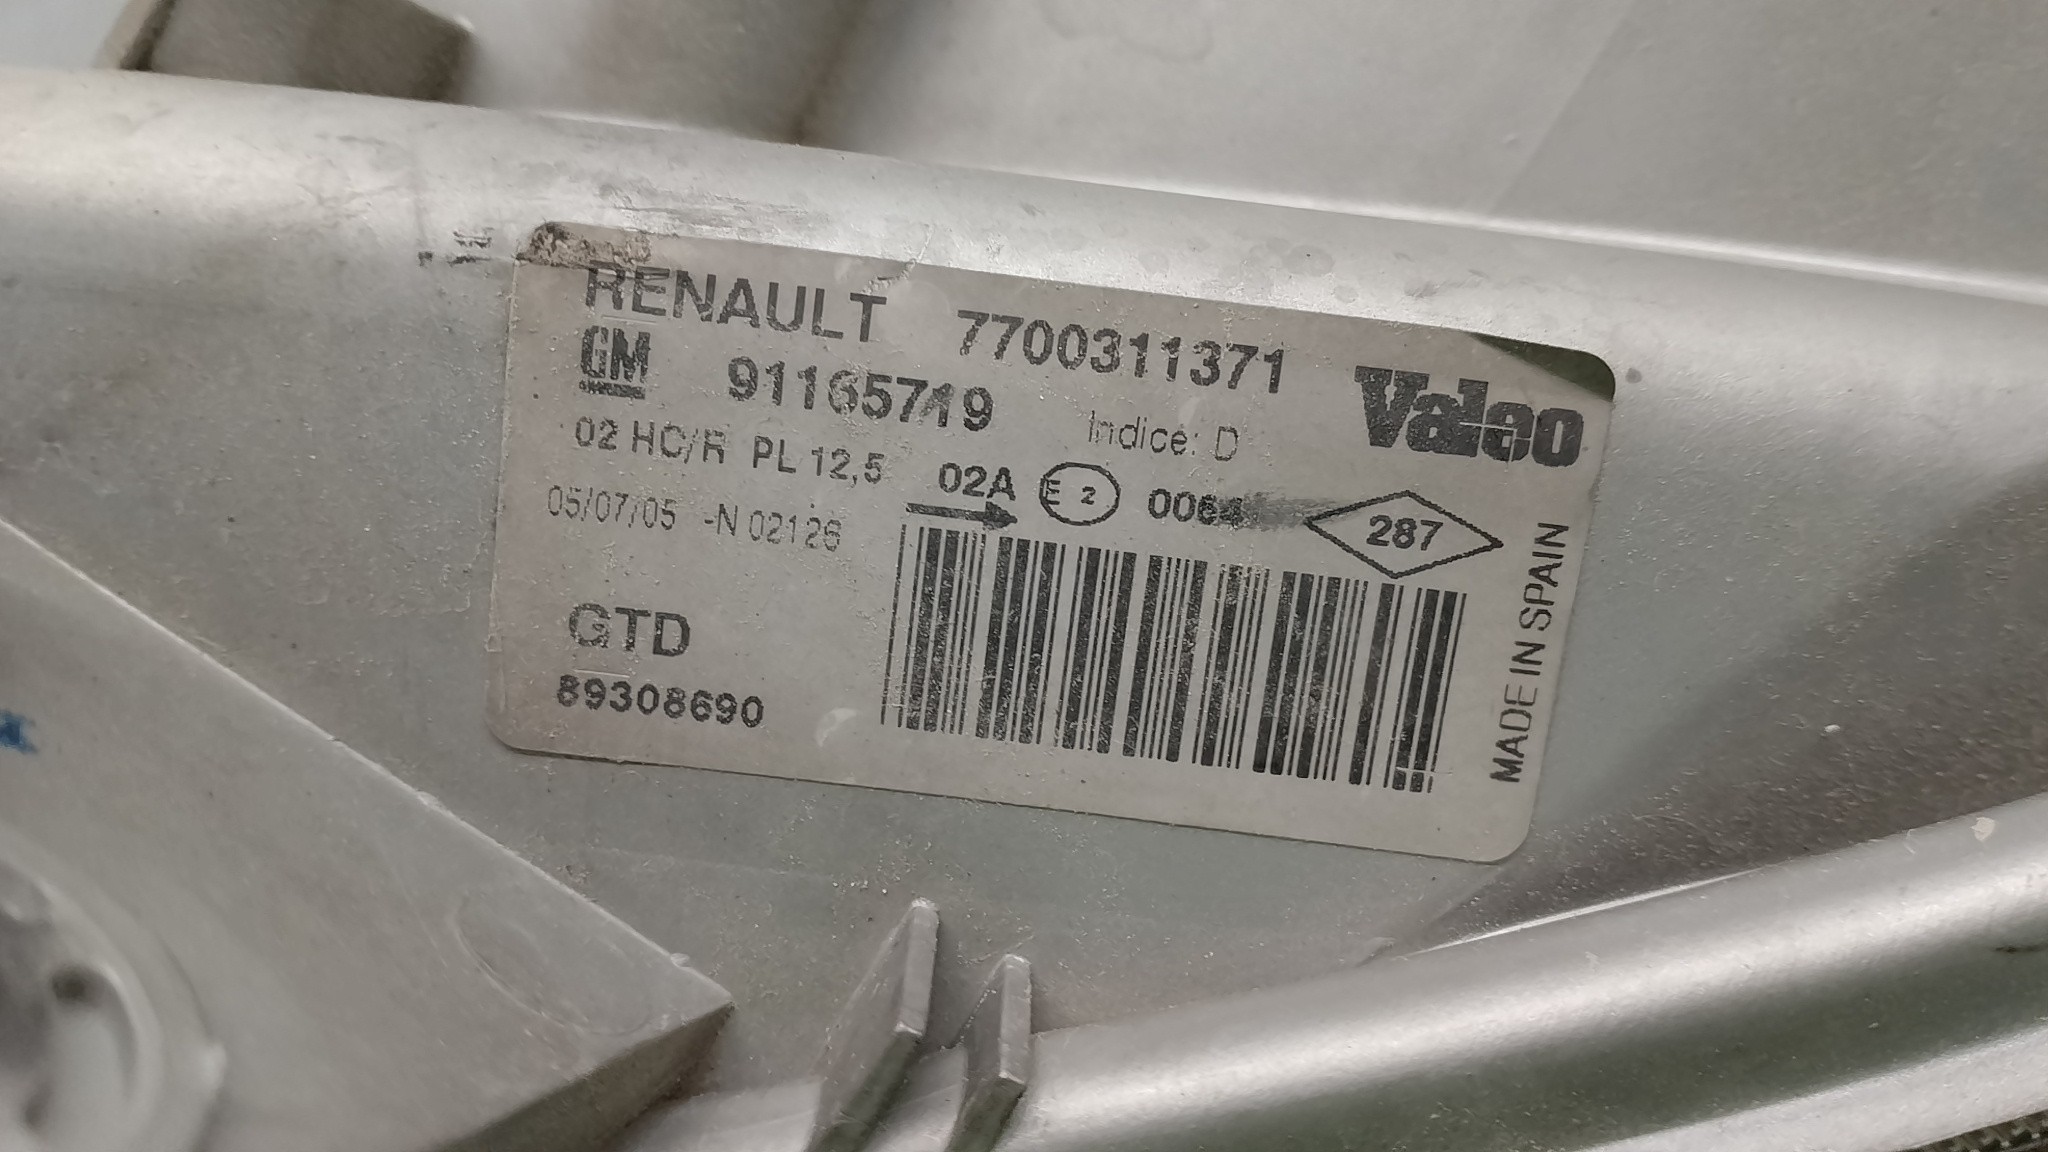 RENAULT 7700311371
GM 91165719 Indice: D Valeo
02 HC/R PL 12,5 02A E 2 0064
05/07/05 -N 02126 287
GTD
89308690
MADE IN SPAIN